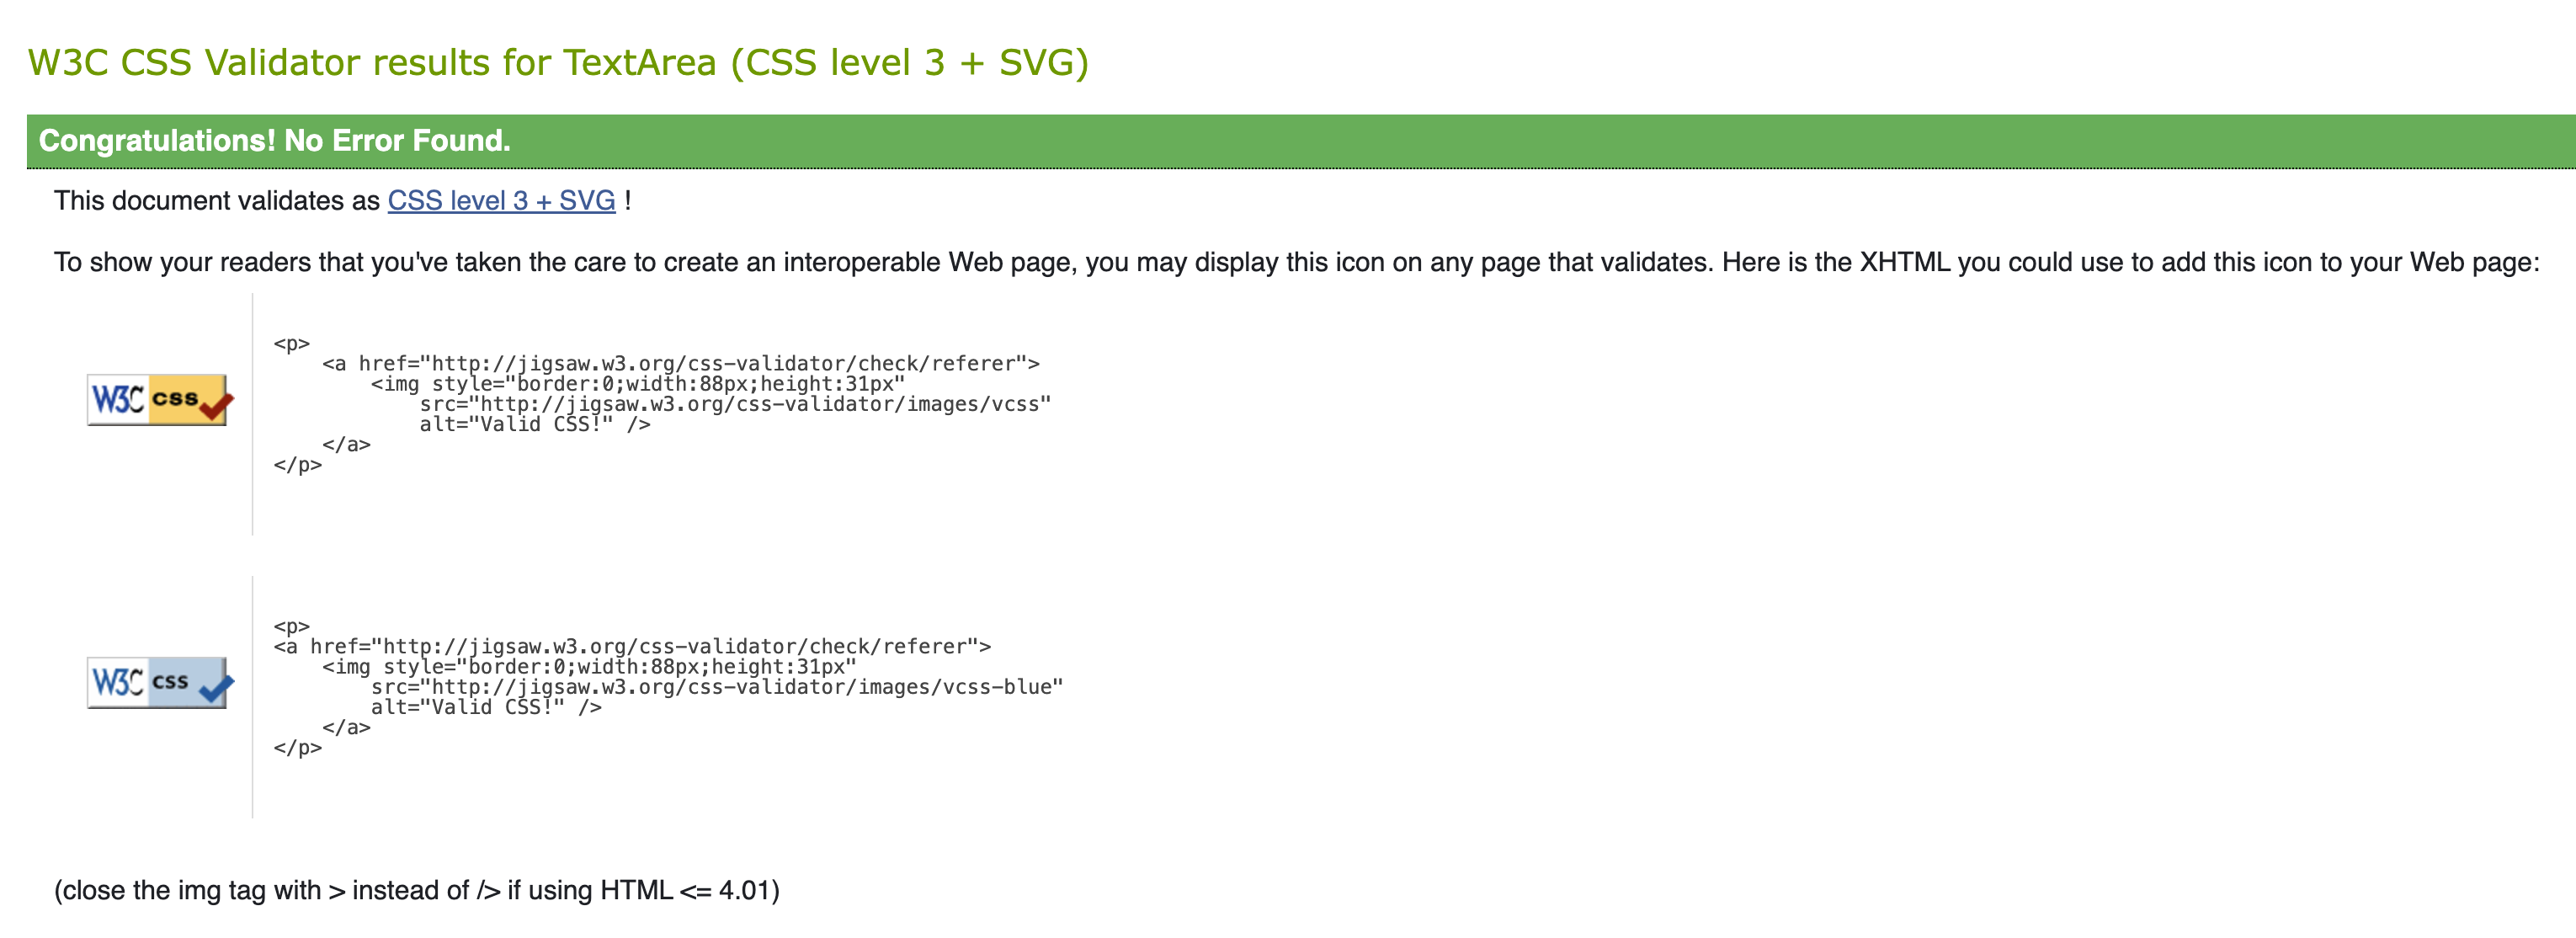 W3C CSS Validator results for TextArea (CSS level 3 + SVG)
Congratulations! No Error Found.
This document validates as CSS level 3 + SVG !
To show your readers that you've taken the care to create an interoperable Web page, you may display this icon on any page that validates. Here is the XHTML you could use to add this icon to your Web page:
W3C css
<p>
    <a href="http://jigsaw.w3.org/css-validator/check/referer">
        <img style="border:0;width:88px;height:31px"
            src="http://jigsaw.w3.org/css-validator/images/vcss"
            alt="Valid CSS!" />
    </a>
</p>
W3C css
<p>
<a href="http://jigsaw.w3.org/css-validator/check/referer">
    <img style="border:0;width:88px;height:31px"
        src="http://jigsaw.w3.org/css-validator/images/vcss-blue"
        alt="Valid CSS!" />
    </a>
</p>
(close the img tag with > instead of /> if using HTML <= 4.01)